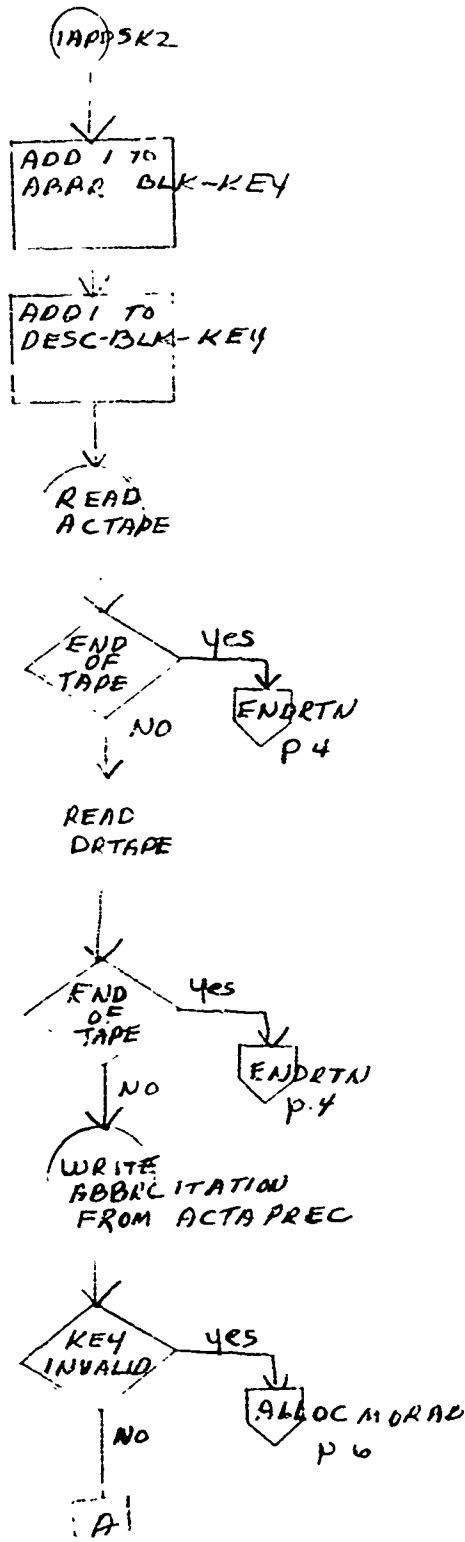 IAPDSK2
ADD 1 TO
ABBR BLK-KEY
ADD 1 TO
DESC-BLK-KEY
READ
ACTAPE
END
OF
TAPE
yes
ENDRTN
P 4
NO
READ
DRTAPE
END
OF
TAPE
yes
ENDRTN
p.4
NO
WRITE
ABBRCITATION
FROM ACTAPREC
KEY
INVALID
yes
ALLOC MORAB
p 6
NO
A